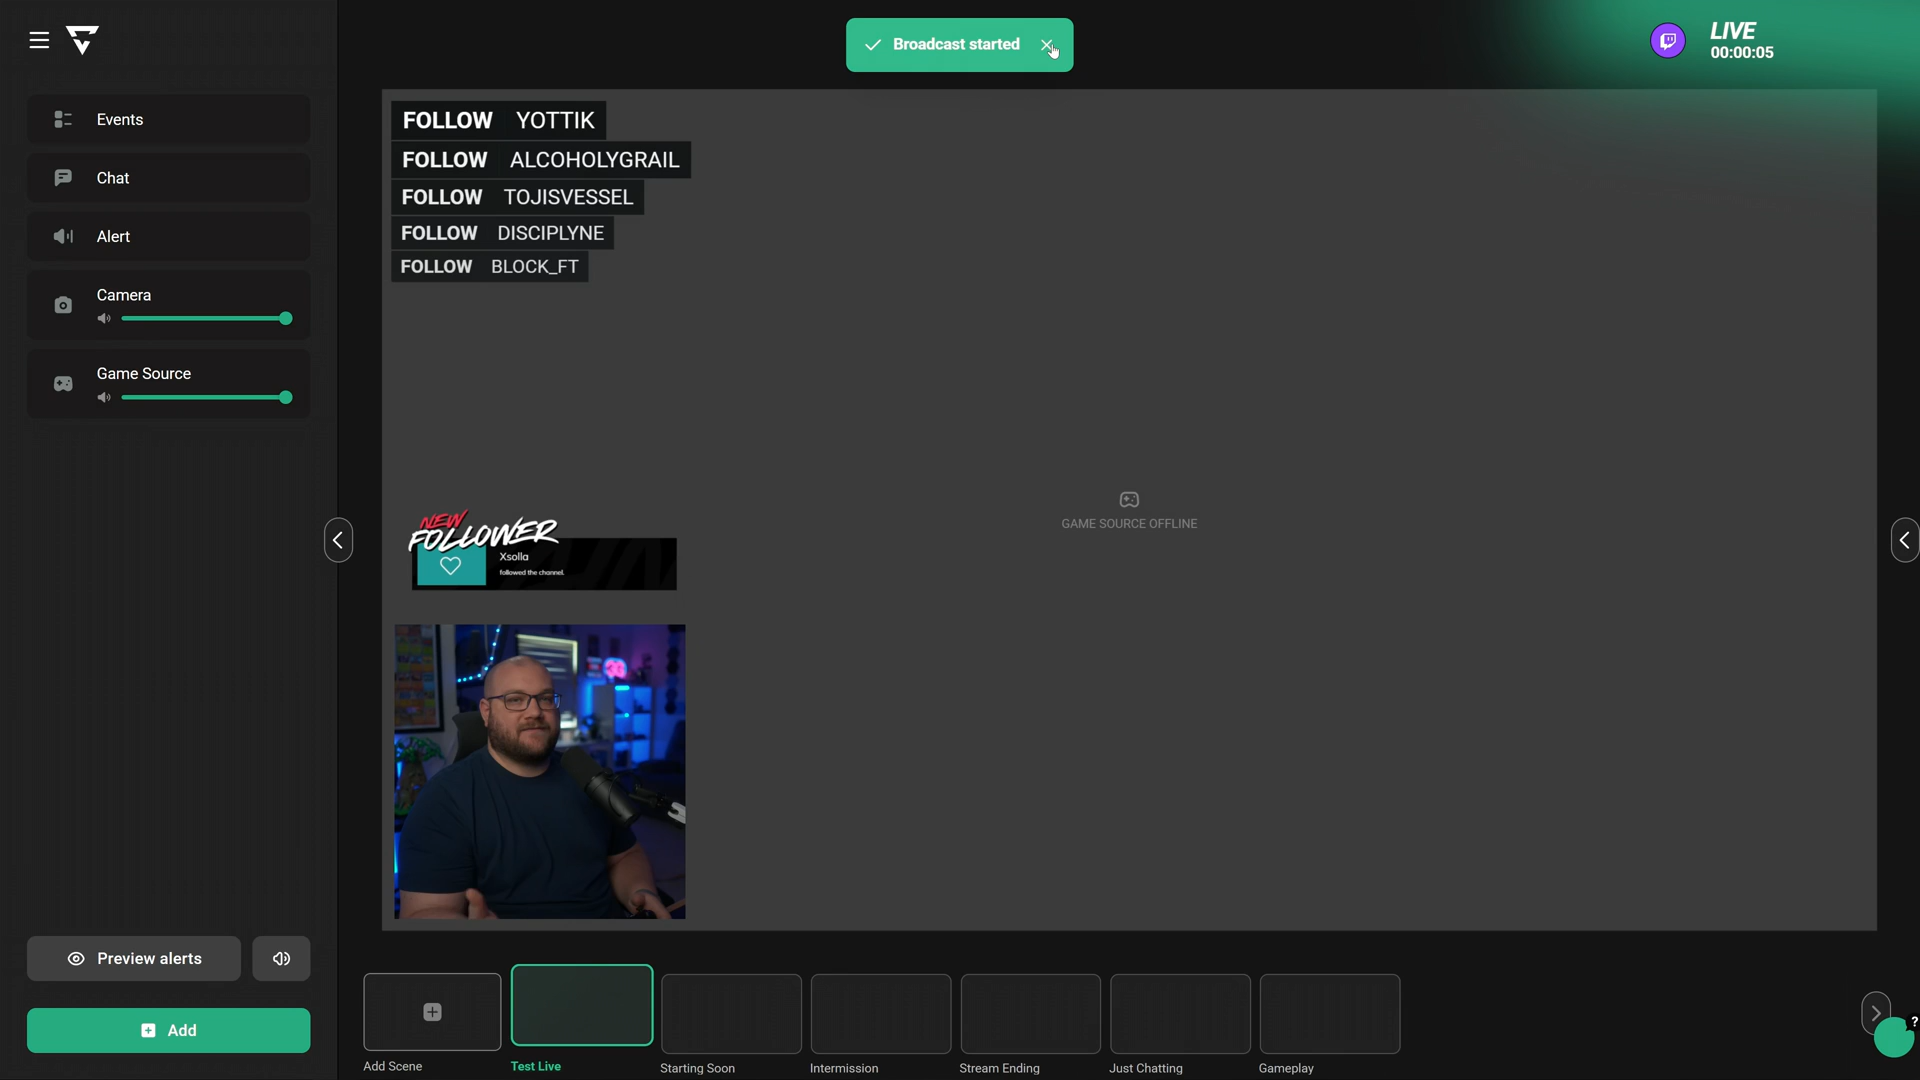 Broadcast started
LIVE
00:00:05
Events
Chat
Alert
Camera
Game Source
FOLLOW YOTTIK
FOLLOW ALCOHOLYGRAIL
FOLLOW TOJISVESSEL
FOLLOW DISCIPLYNE
FOLLOW BLOCK_FT
GAME SOURCE OFFLINE
NEW
FOLLOWER
Xsolla
followed the channel.
Preview alerts
Add
Add Scene
Test Live
Starting Soon
Intermission
Stream Ending
Just Chatting
Gameplay
?